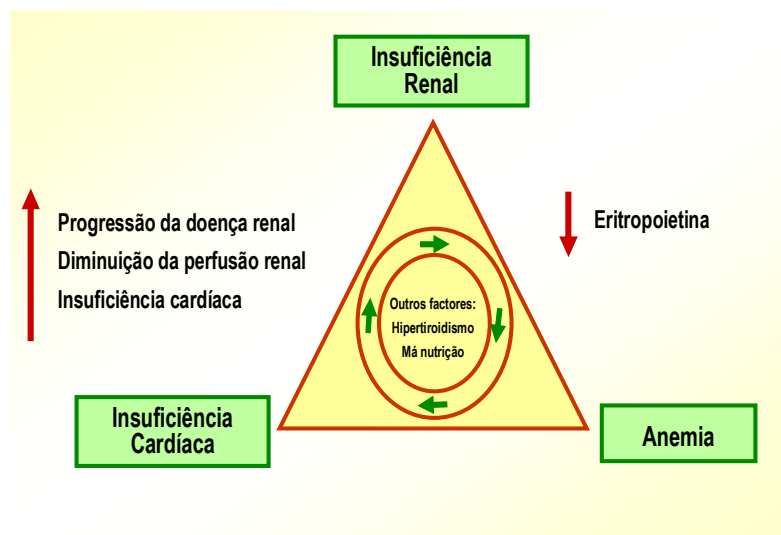 Insuficiência
Renal
Progressão da doença renal
Diminuição da perfusão renal
Insuficiência cardíaca
Eritropoietina
Outros factores:
Hipertiroidismo
Má nutrição
Insuficiência
Cardíaca
Anemia